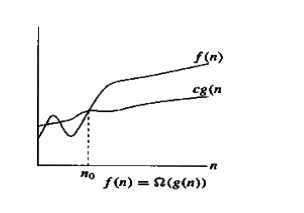 f(n)
cg(n
n
n₀
f(n) = Ω(g(n))